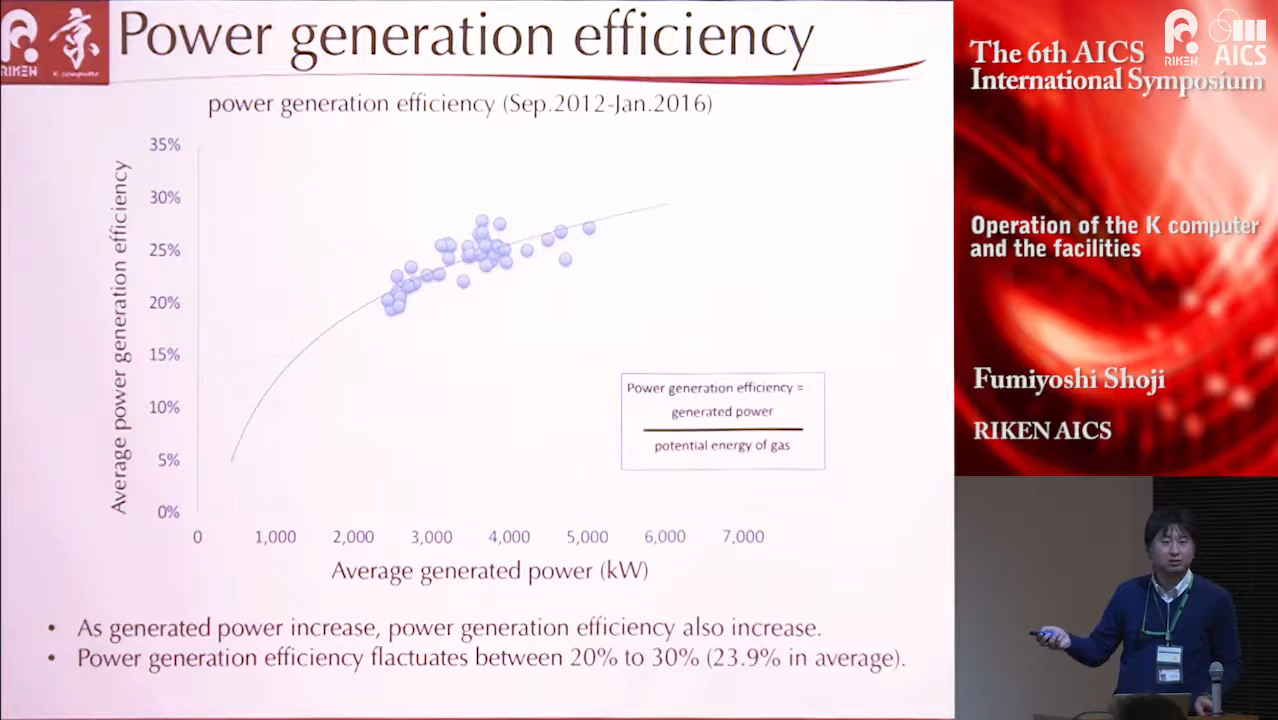 RIKEN
京
K computer
Power generation efficiency
power generation efficiency (Sep.2012-Jan.2016)
Average power generation efficiency
35%
30%
25%
20%
15%
10%
5%
0%
0 1,000 2,000 3,000 4,000 5,000 6,000 7,000
Average generated power (kW)
Power generation efficiency =
generated power
potential energy of gas
• As generated power increase, power generation efficiency also increase.
• Power generation efficiency flactuates between 20% to 30% (23.9% in average).
The 6th AICS
International Symposium
RIKEN
AICS
Operation of the K computer
and the facilities
Fumiyoshi Shoji
RIKEN AICS